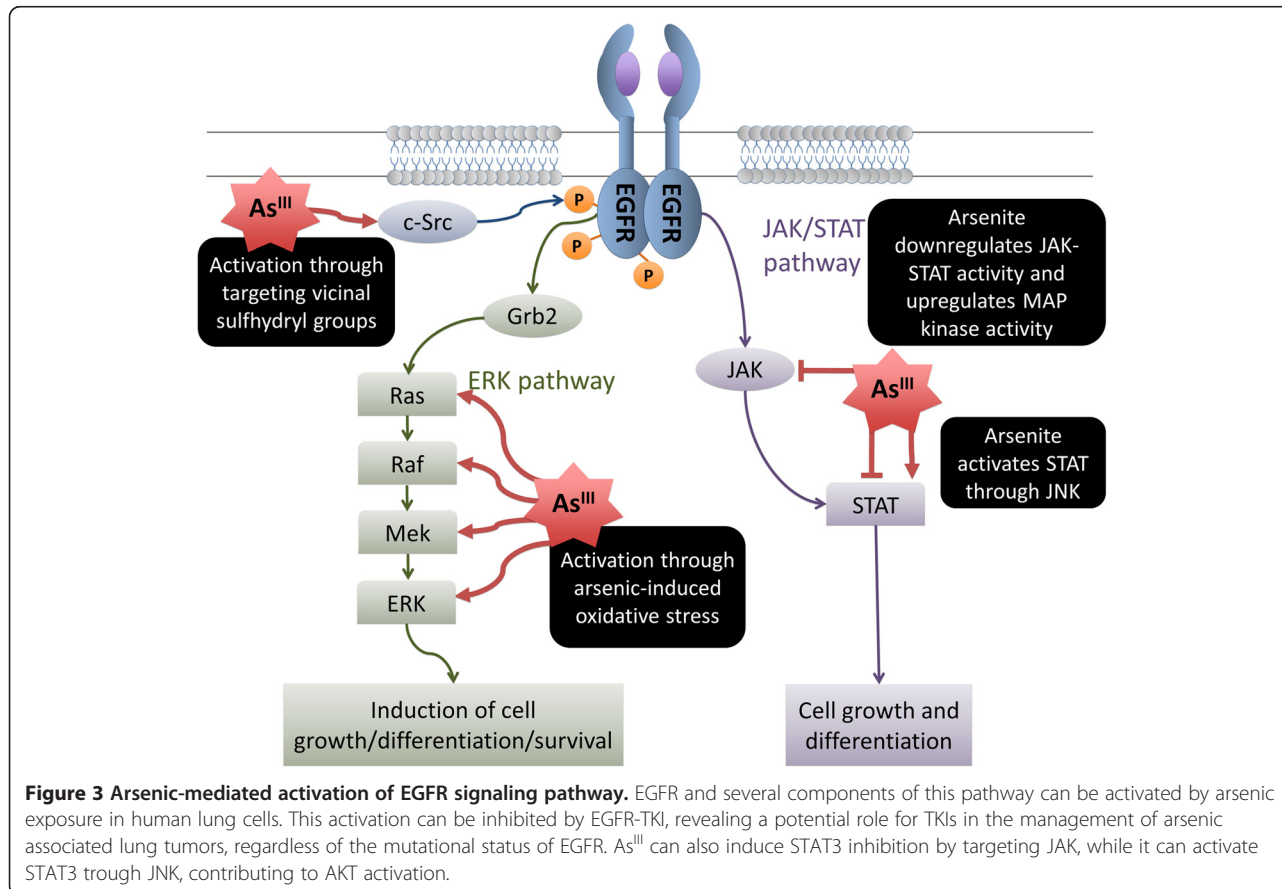 As^III
c-Src
P
P
P
EGFR
EGFR
Activation through
targeting vicinal
sulfhydryl groups
JAK/STAT
pathway
Arsenite
downregulates JAK-
STAT activity and
upregulates MAP
kinase activity
Grb2
ERK pathway
Ras
Raf
Mek
ERK
As^III
Activation through
arsenic-induced
oxidative stress
JAK
As^III
Arsenite
activates STAT
through JNK
STAT
Induction of cell
growth/differentiation/survival
Cell growth and
differentiation
Figure 3 Arsenic-mediated activation of EGFR signaling pathway. EGFR and several components of this pathway can be activated by arsenic
exposure in human lung cells. This activation can be inhibited by EGFR-TKI, revealing a potential role for TKIs in the management of arsenic
associated lung tumors, regardless of the mutational status of EGFR. As^III can also induce STAT3 inhibition by targeting JAK, while it can activate
STAT3 trough JNK, contributing to AKT activation.